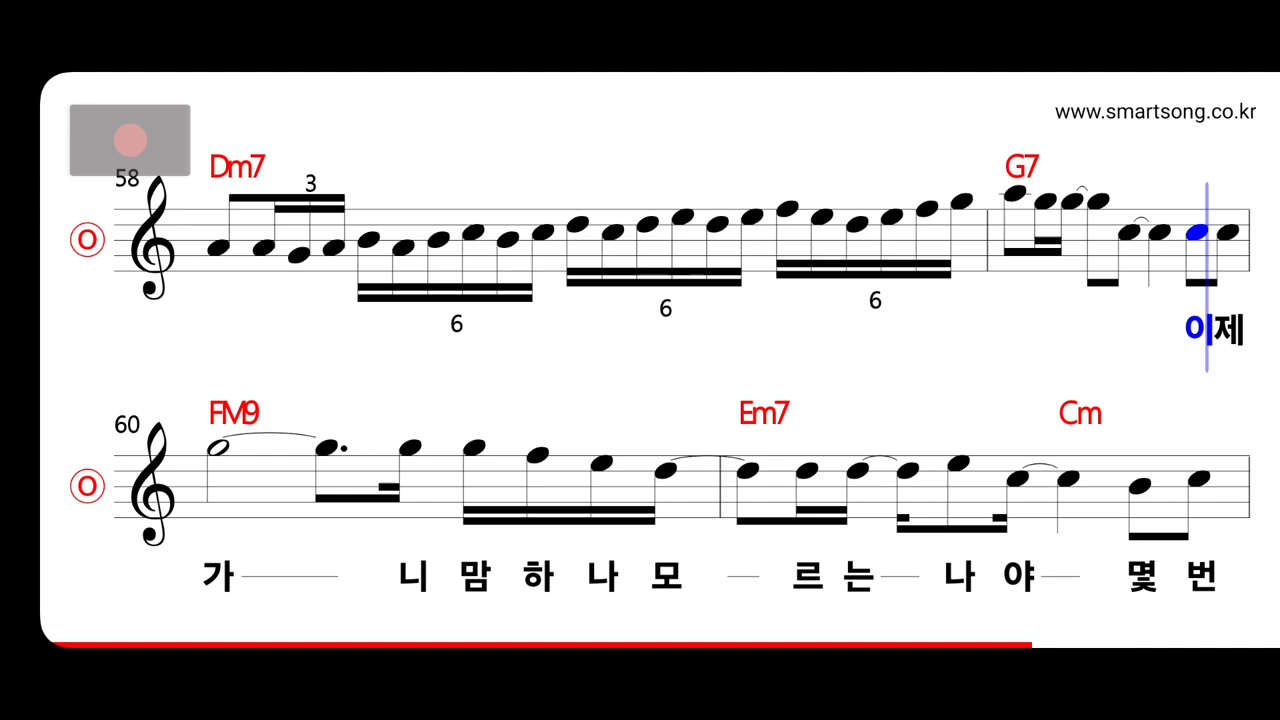 www.smartsong.co.kr
58 Dm7 3 G7
O
6 6 6
이제
60 FM9 Em7 Cm
O
가 니 맘 하 나 모 르 는 나 야 몇 번